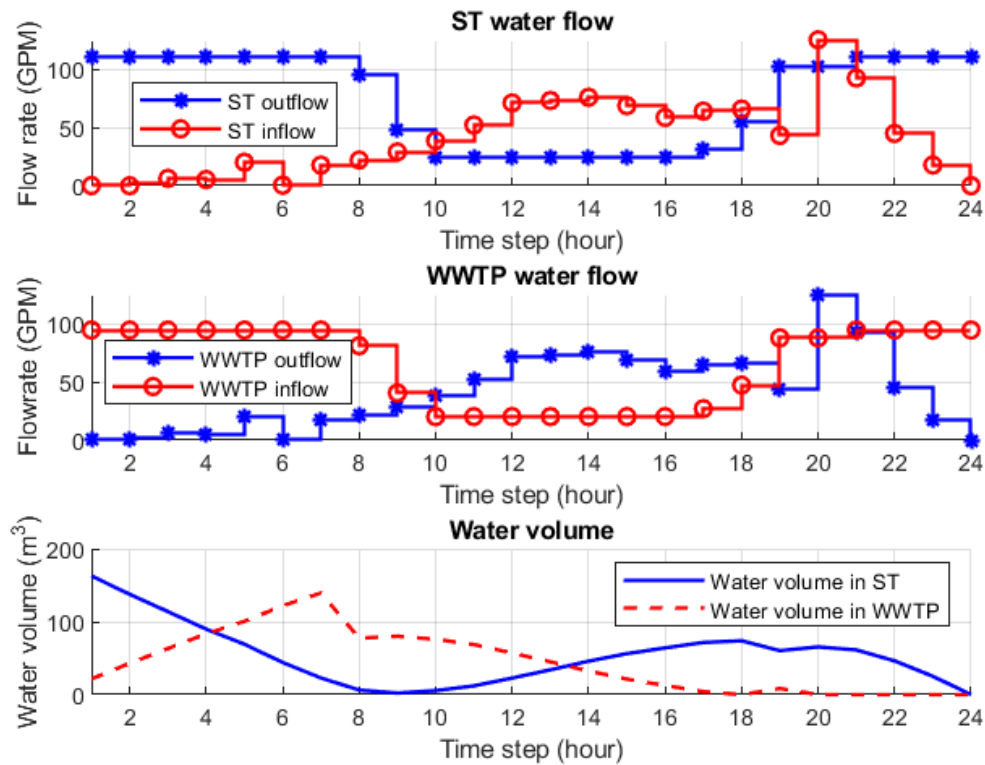 ST water flow
Flow rate (GPM)
100
50
0
ST outflow
ST inflow
2 4 6 8 10 12 14 16 18 20 22 24
Time step (hour)
WWTP water flow
Flowrate (GPM)
100
50
0
WWTP outflow
WWTP inflow
2 4 6 8 10 12 14 16 18 20 22 24
Time step (hour)
Water volume
Water volume (m³)
200
100
0
Water volume in ST
Water volume in WWTP
2 4 6 8 10 12 14 16 18 20 22 24
Time step (hour)